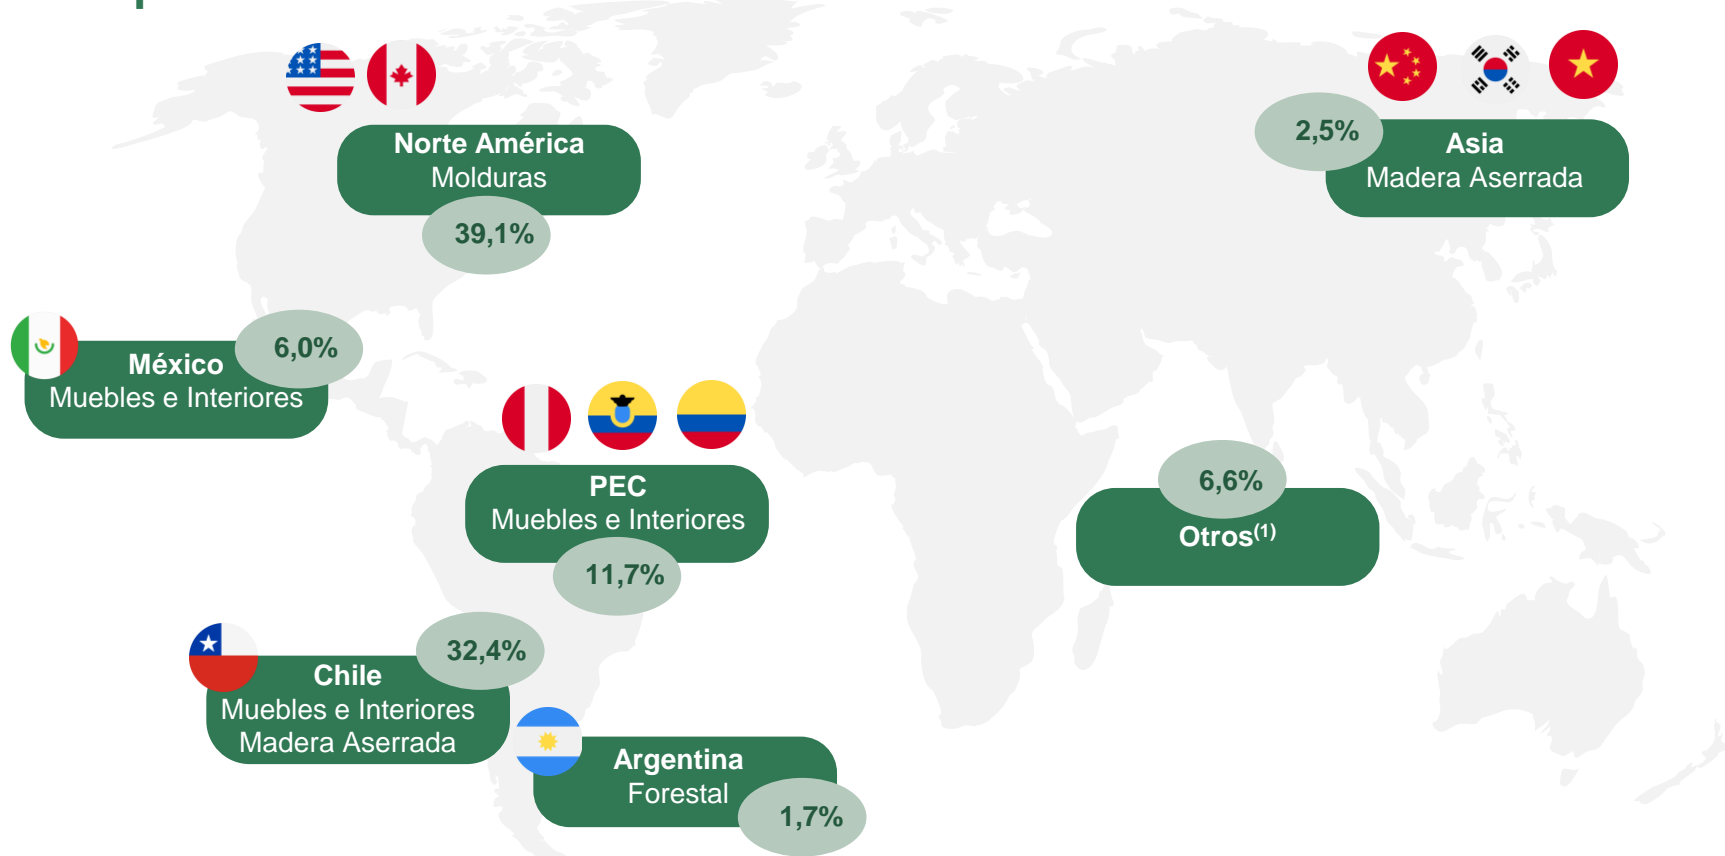 Norte América
Molduras
39,1%
2,5%
Asia
Madera Aserrada
6,0%
México
Muebles e Interiores
PEC
Muebles e Interiores
11,7%
6,6%
Otros(1)
32,4%
Chile
Muebles e Interiores
Madera Aserrada
Argentina
Forestal
1,7%